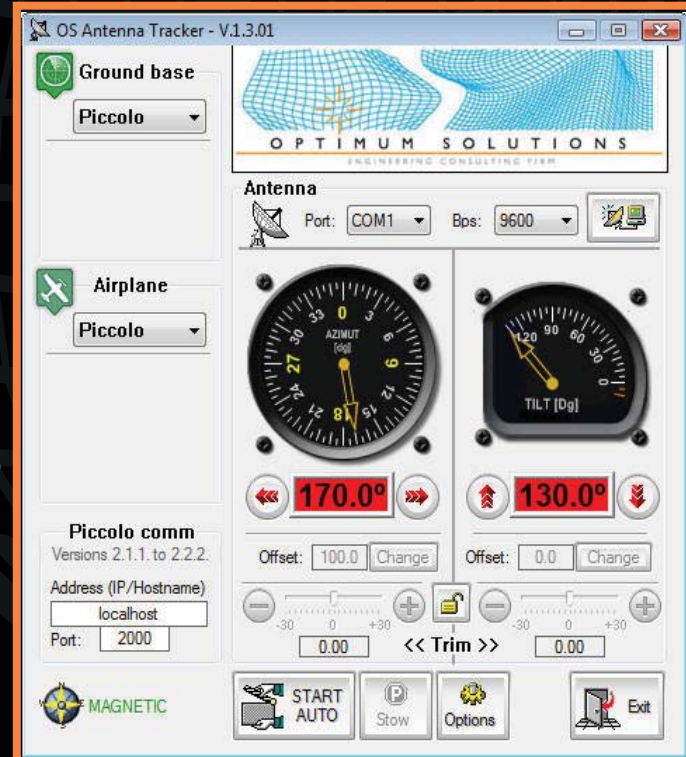 OS Antenna Tracker - V.1.3.01
Ground base
Piccolo
OPTIMUM SOLUTIONS
ENGINEERING CONSULTING FIRM
Antenna
Port: COM1 Bps: 9600
Airplane
Piccolo
0 3 6 9 12 15 18 21 24 27 30 33
AZIMUT
[dg]
120 90 60 30 0
TILT [Dg]
170.0º
130.0º
Offset: 100.0 Change
Offset: 0.0 Change
-30 0 +30
-30 0 +30
0.00 << Trim >> 0.00
Piccolo comm
Versions 2.1.1. to 2.2.2.
Address (IP/Hostname)
localhost
Port: 2000
N
MAGNETIC
START
AUTO
P
Stow
Options
Exit